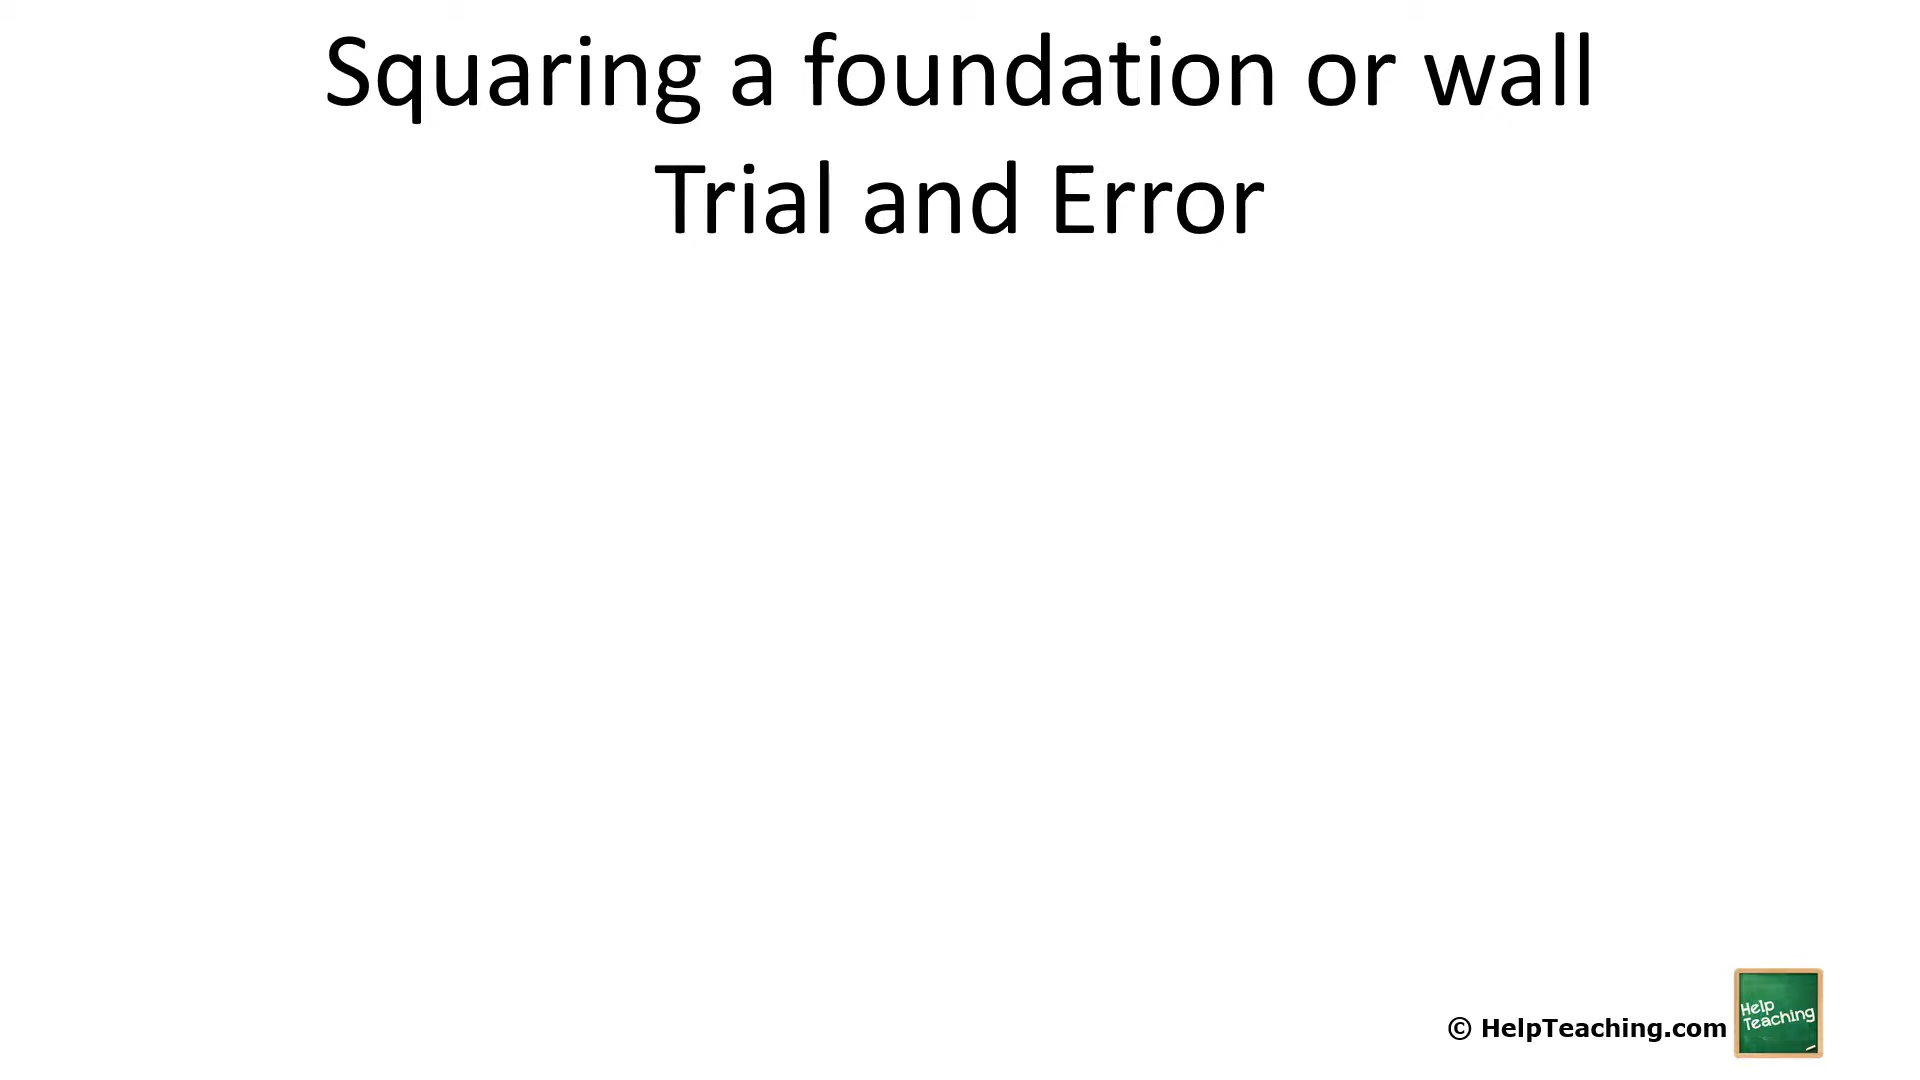 Squaring a foundation or wall
Trial and Error
© HelpTeaching.com
Help
Teaching